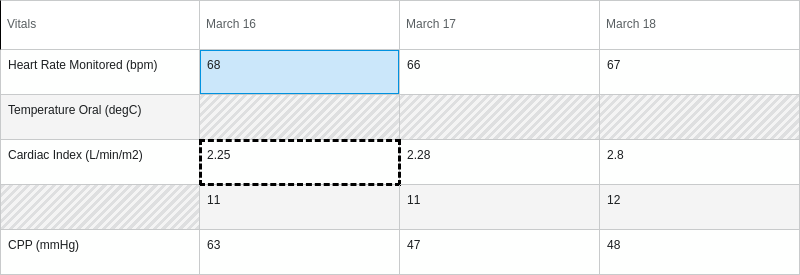 Vitals March 16 March 17 March 18
Heart Rate Monitored (bpm) 68 66 67
Temperature Oral (degC)
Cardiac Index (L/min/m2) 2.25 2.28 2.8
11 11 12
CPP (mmHg) 63 47 48